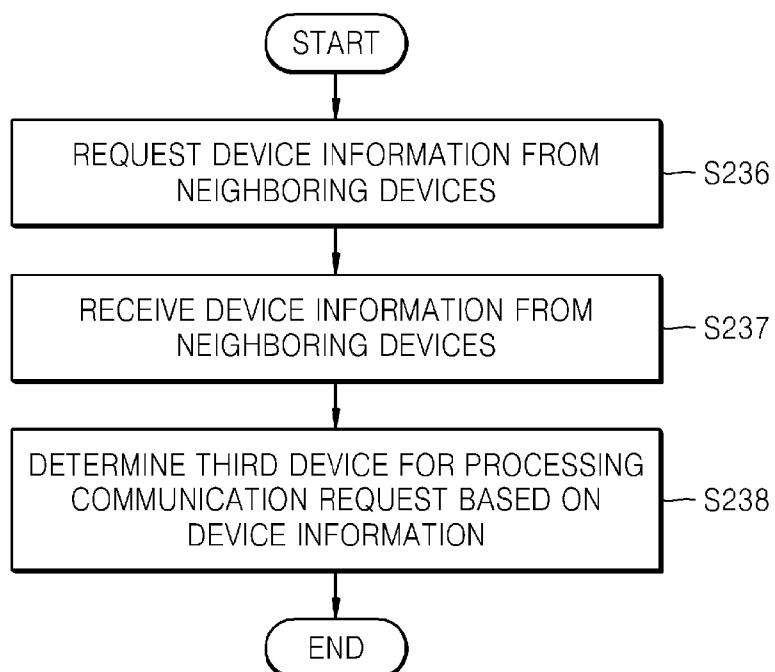 START
REQUEST DEVICE INFORMATION FROM
NEIGHBORING DEVICES
S236
RECEIVE DEVICE INFORMATION FROM
NEIGHBORING DEVICES
S237
DETERMINE THIRD DEVICE FOR PROCESSING
COMMUNICATION REQUEST BASED ON
DEVICE INFORMATION
S238
END